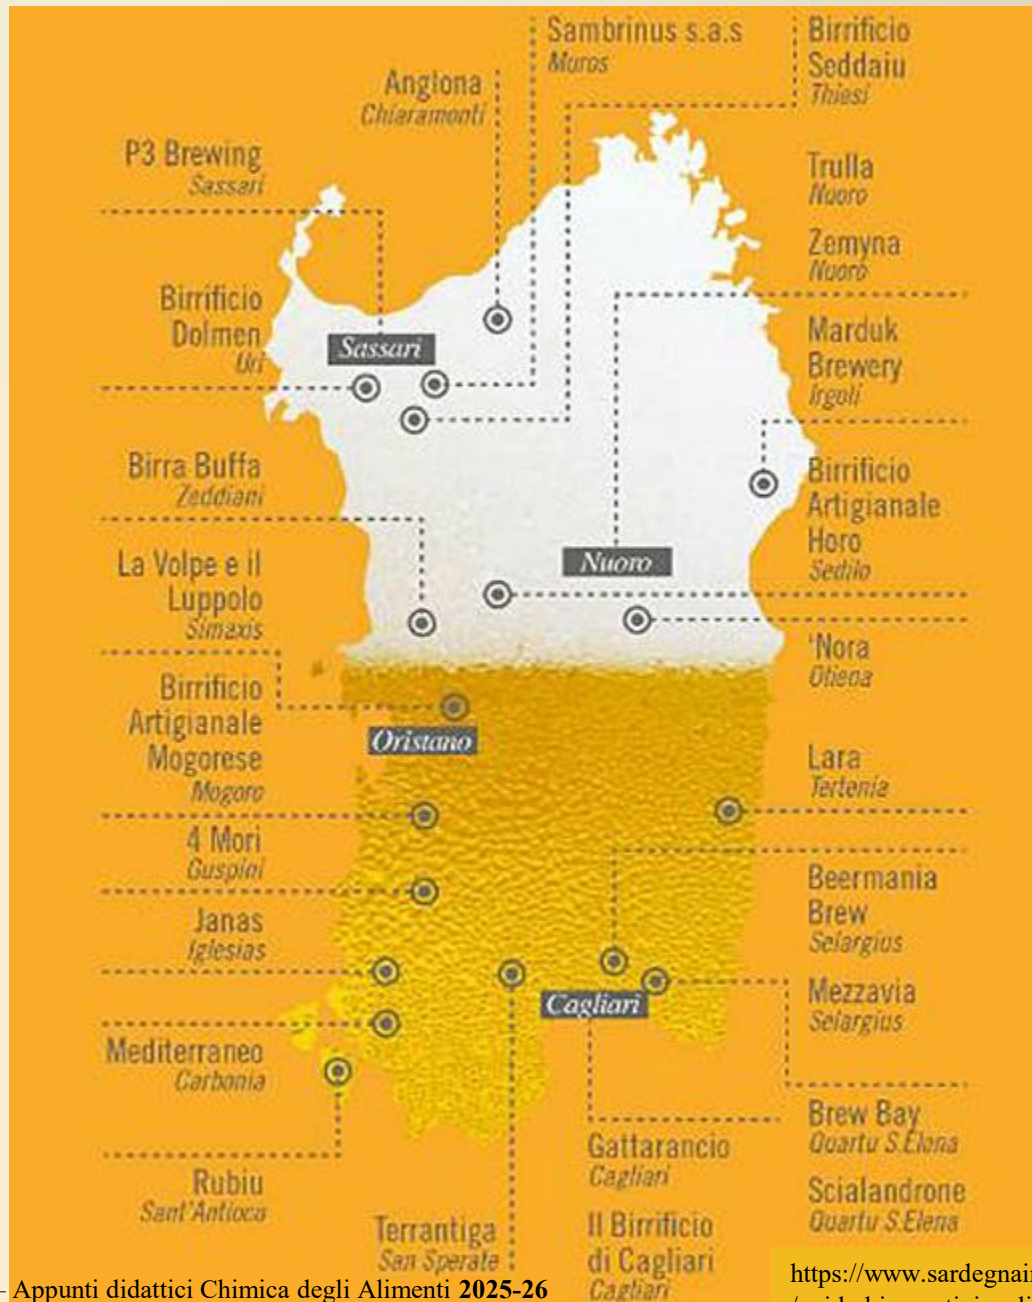 Sambrinus s.a.s
Muros
Birrificio
Seddaiu
Thiesi
Anglona
Chiaramonti
P3 Brewing
Sassari
Trulla
Nuoro
Zemyna
Nuoro
Birrificio
Dolmen
Uri
Sassari
Marduk
Brewery
Irgoli
Birra Buffa
Zeddiani
Birrificio
Artigianale
Horo
Sedilo
La Volpe e il
Luppolo
Simaxis
Nuoro
'Nora
Oliena
Birrificio
Artigianale
Mogorese
Mogoro
Oristano
Lara
Tertenia
4 Mori
Guspini
Beermania
Brew
Selargius
Janas
Iglesias
Mezzavia
Selargius
Cagliari
Mediterraneo
Carbonia
Brew Bay
Quartu S.Elena
Gattarancio
Cagliari
Rubiu
Sant'Antioco
Scialandrone
Quartu S.Elena
Terrantiga
San Sperate
Il Birrificio
di Cagliari
Cagliari
– Appunti didattici Chimica degli Alimenti 2025-26
https://www.sardegnain